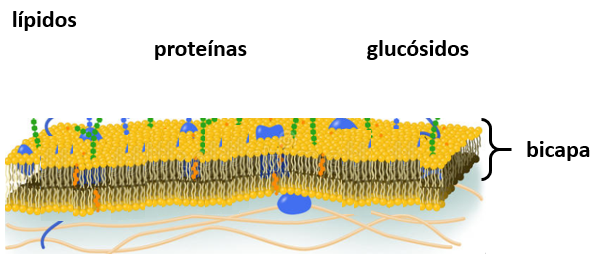 lípidos
proteínas
glucósidos
bicapa